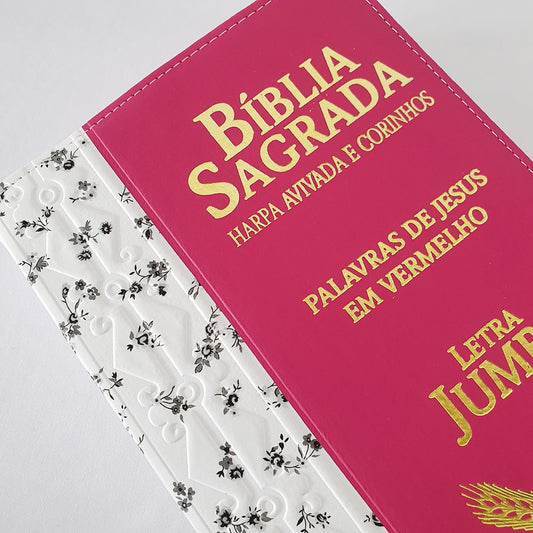 BÍBLIA
SAGRADA
HARPA AVIVADA E CORINHOS
PALAVRAS DE JESUS
EM VERMELHO
LETRA